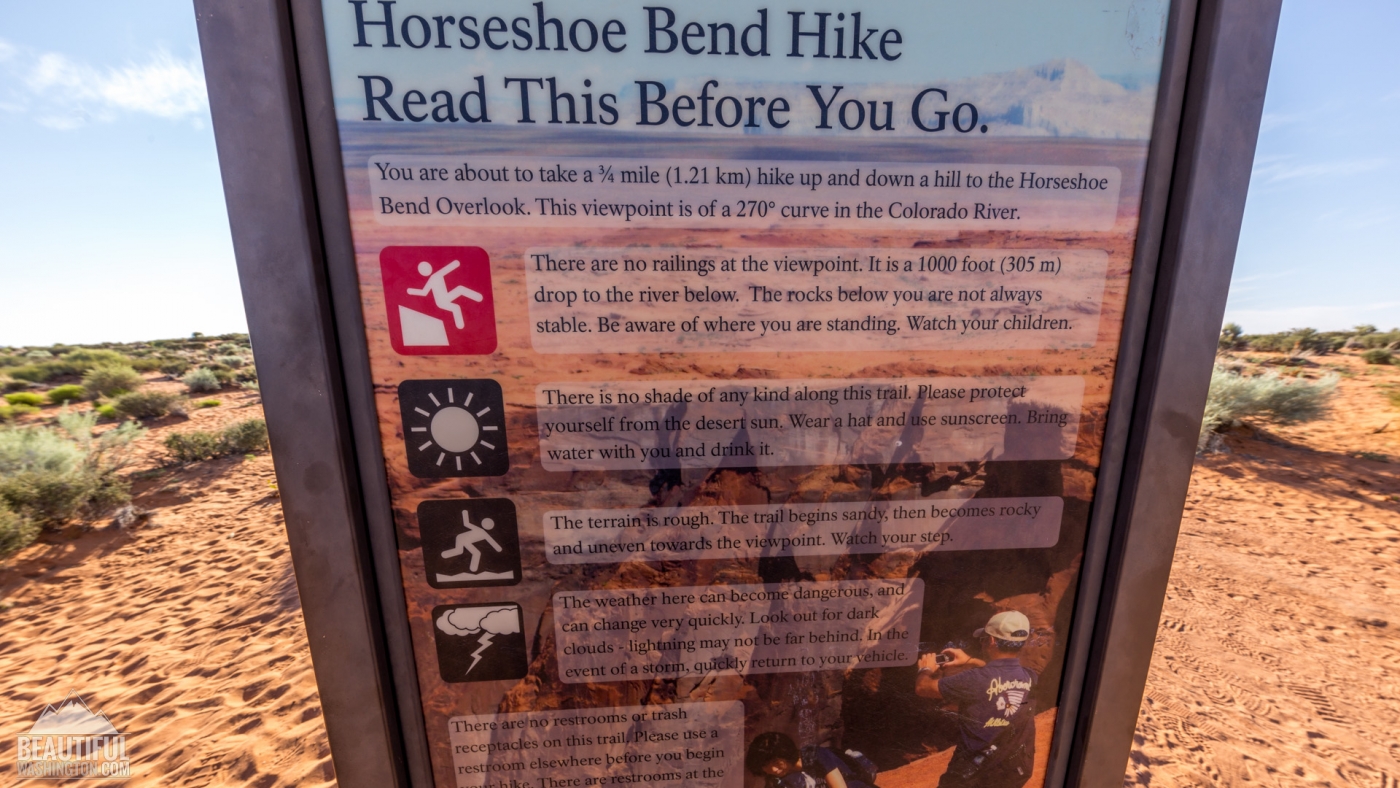 Horseshoe Bend Hike
Read This Before You Go.
You are about to take a ¾ mile (1.21 km) hike up and down a hill to the Horseshoe
Bend Overlook. This viewpoint is of a 270° curve in the Colorado River.
There are no railings at the viewpoint. It is a 1000 foot (305 m)
drop to the river below. The rocks below you are not always
stable. Be aware of where you are standing. Watch your children.
There is no shade of any kind along this trail. Please protect
yourself from the desert sun. Wear a hat and use sunscreen. Bring
water with you and drink it.
The terrain is rough. The trail begins sandy, then becomes rocky
and uneven towards the viewpoint. Watch your step.
The weather here can become dangerous, and
can change very quickly. Look out for dark
clouds - lightning may not be far behind. In the
event of a storm, quickly return to your vehicle.
There are no restrooms or trash
receptacles on this trail. Please use a
restroom elsewhere before you begin
your hike. There are restrooms at the
BEAUTIFUL
WASHINGTON.COM